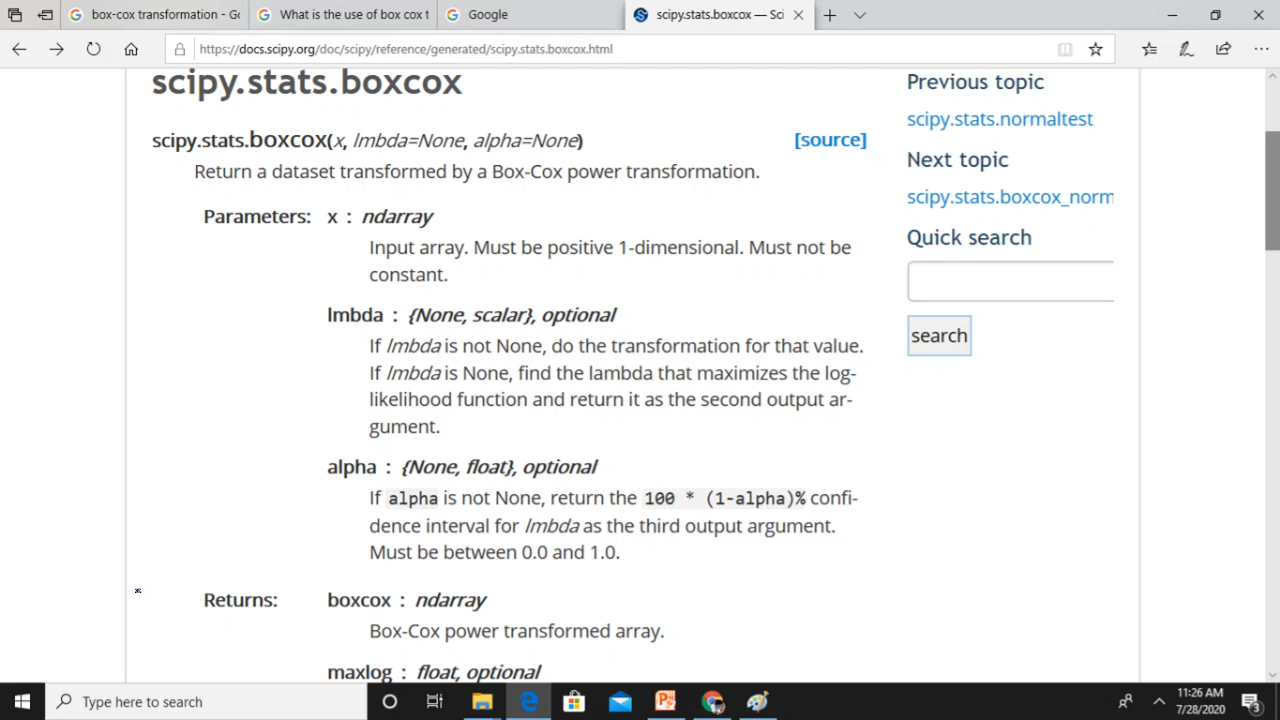 box-cox transformation - Go
What is the use of box cox t
Google
scipy.stats.boxcox — Sci
https://docs.scipy.org/doc/scipy/reference/generated/scipy.stats.boxcox.html
scipy.stats.boxcox
scipy.stats.boxcox(x, lmbda=None, alpha=None)
[source]
Return a dataset transformed by a Box-Cox power transformation.
Parameters: x : ndarray
Input array. Must be positive 1-dimensional. Must not be
constant.
lmbda : {None, scalar}, optional
If lmbda is not None, do the transformation for that value.
If lmbda is None, find the lambda that maximizes the log-
likelihood function and return it as the second output ar-
gument.
alpha : {None, float}, optional
If alpha is not None, return the 100 * (1-alpha)% confi-
dence interval for lmbda as the third output argument.
Must be between 0.0 and 1.0.
Returns: boxcox : ndarray
Box-Cox power transformed array.
maxlog : float, optional
Previous topic
scipy.stats.normaltest
Next topic
scipy.stats.boxcox_norm
Quick search
search
Type here to search
11:26 AM
7/28/2020
3